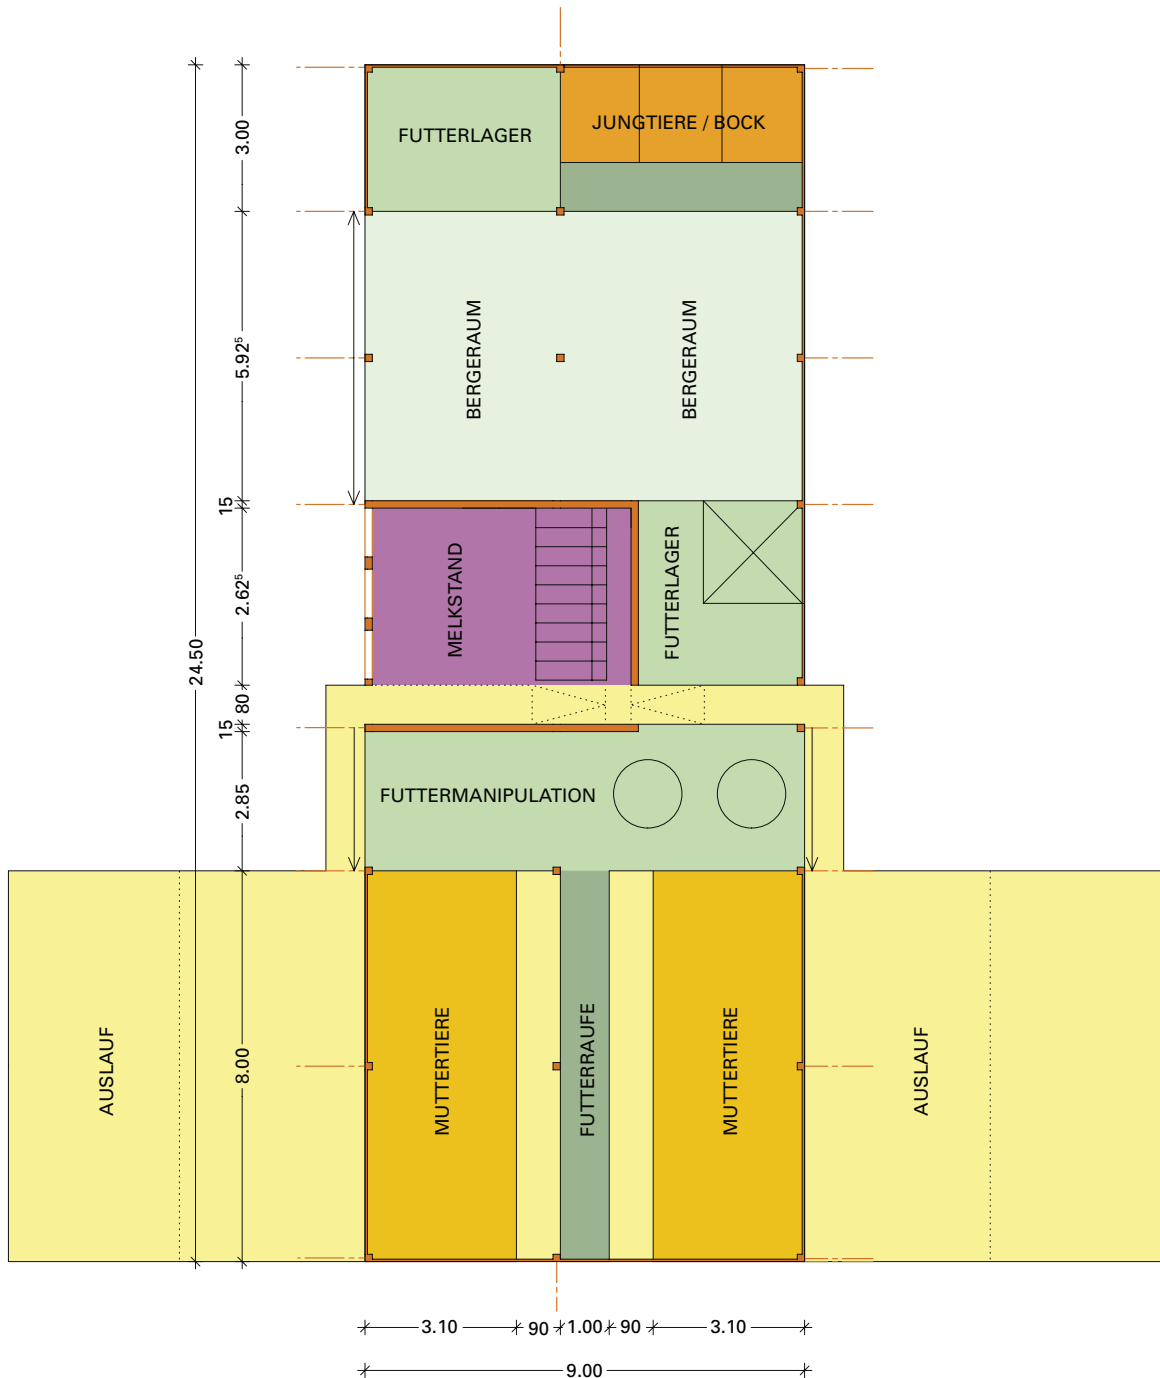 FUTTERLAGER
JUNGTIERE / BOCK
3.00
BERGERAUM
BERGERAUM
5.92⁵
15
MELKSTAND
FUTTERLAGER
2.62⁵
24.50
80
15
FUTTERMANIPULATION
2.85
AUSLAUF
8.00
MUTTERTIERE
FUTTERRAUFE
MUTTERTIERE
AUSLAUF
3.10 90 1.00 90 3.10
9.00